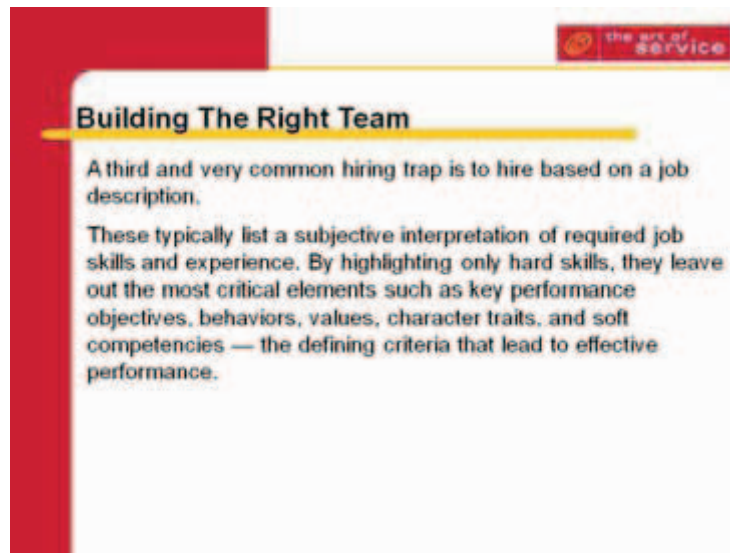 the art of
service
Building The Right Team
A third and very common hiring trap is to hire based on a job
description.
These typically list a subjective interpretation of required job
skills and experience. By highlighting only hard skills, they leave
out the most critical elements such as key performance
objectives, behaviors, values, character traits, and soft
competencies — the defining criteria that lead to effective
performance.